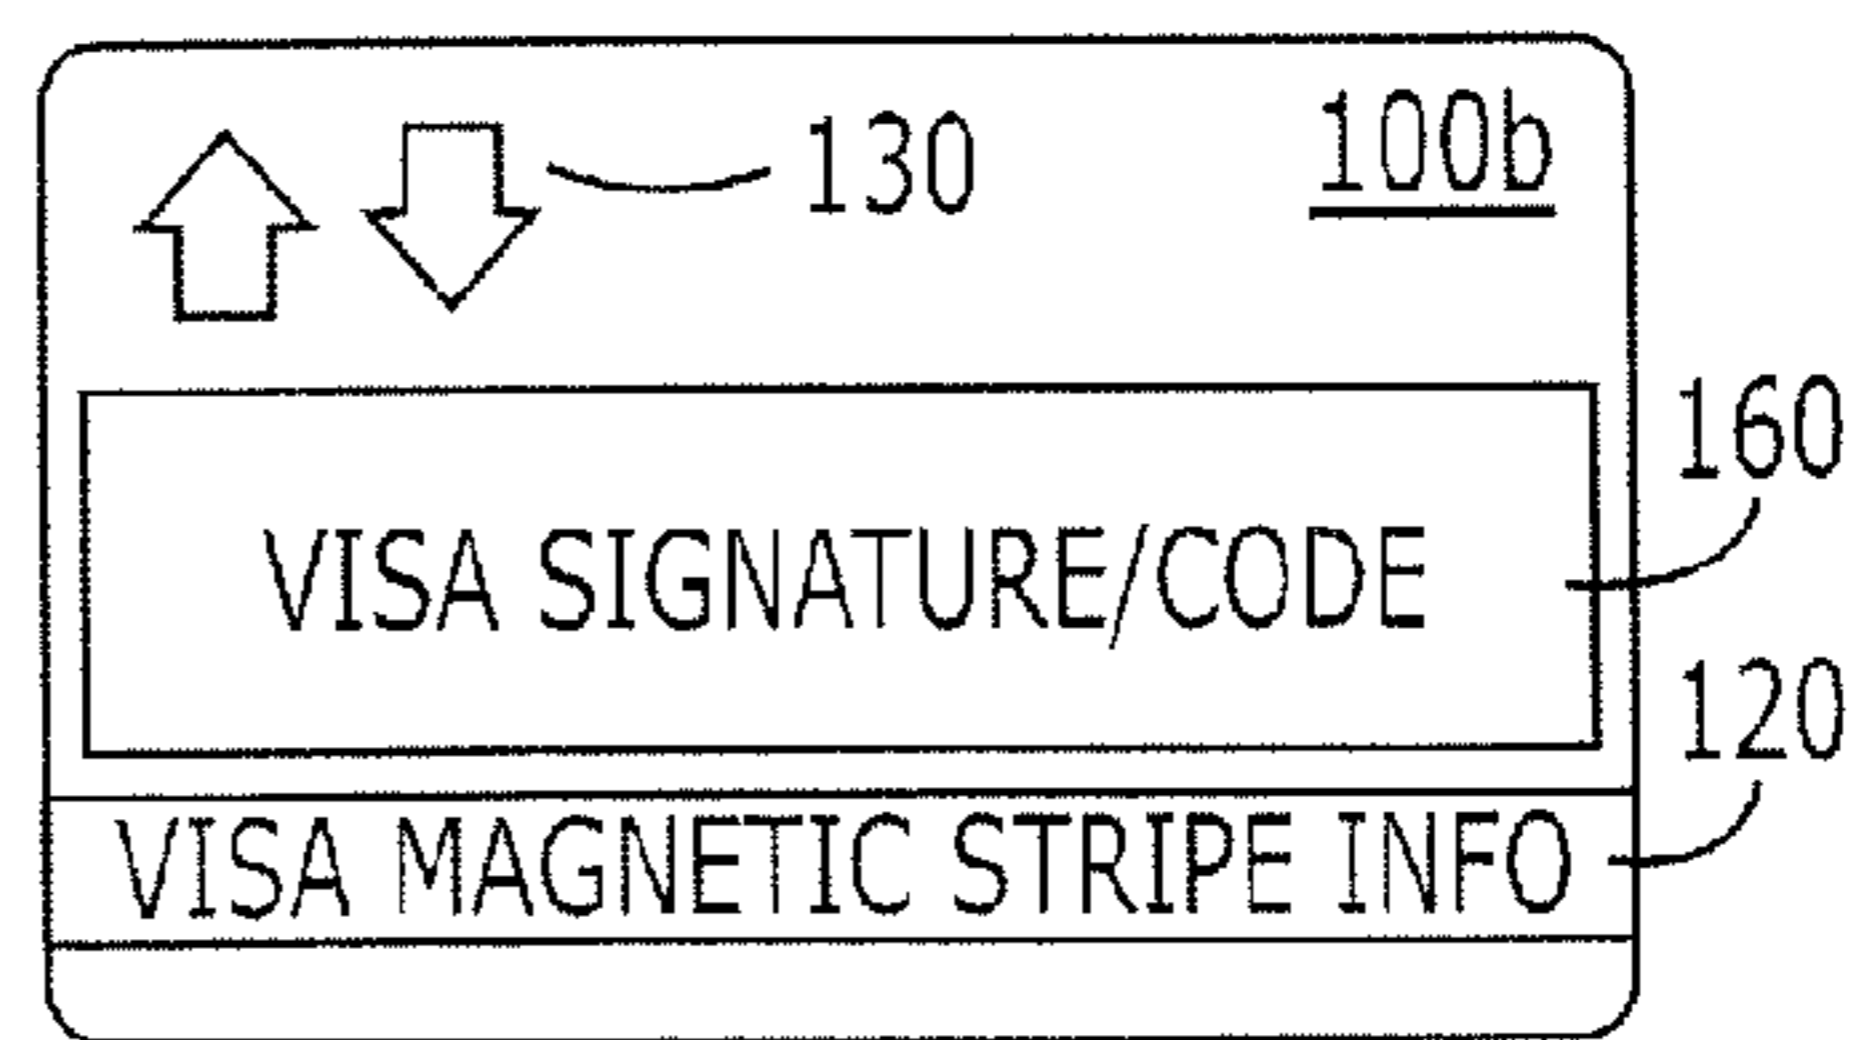 130
100b
160
VISA SIGNATURE/CODE
120
VISA MAGNETIC STRIPE INFO